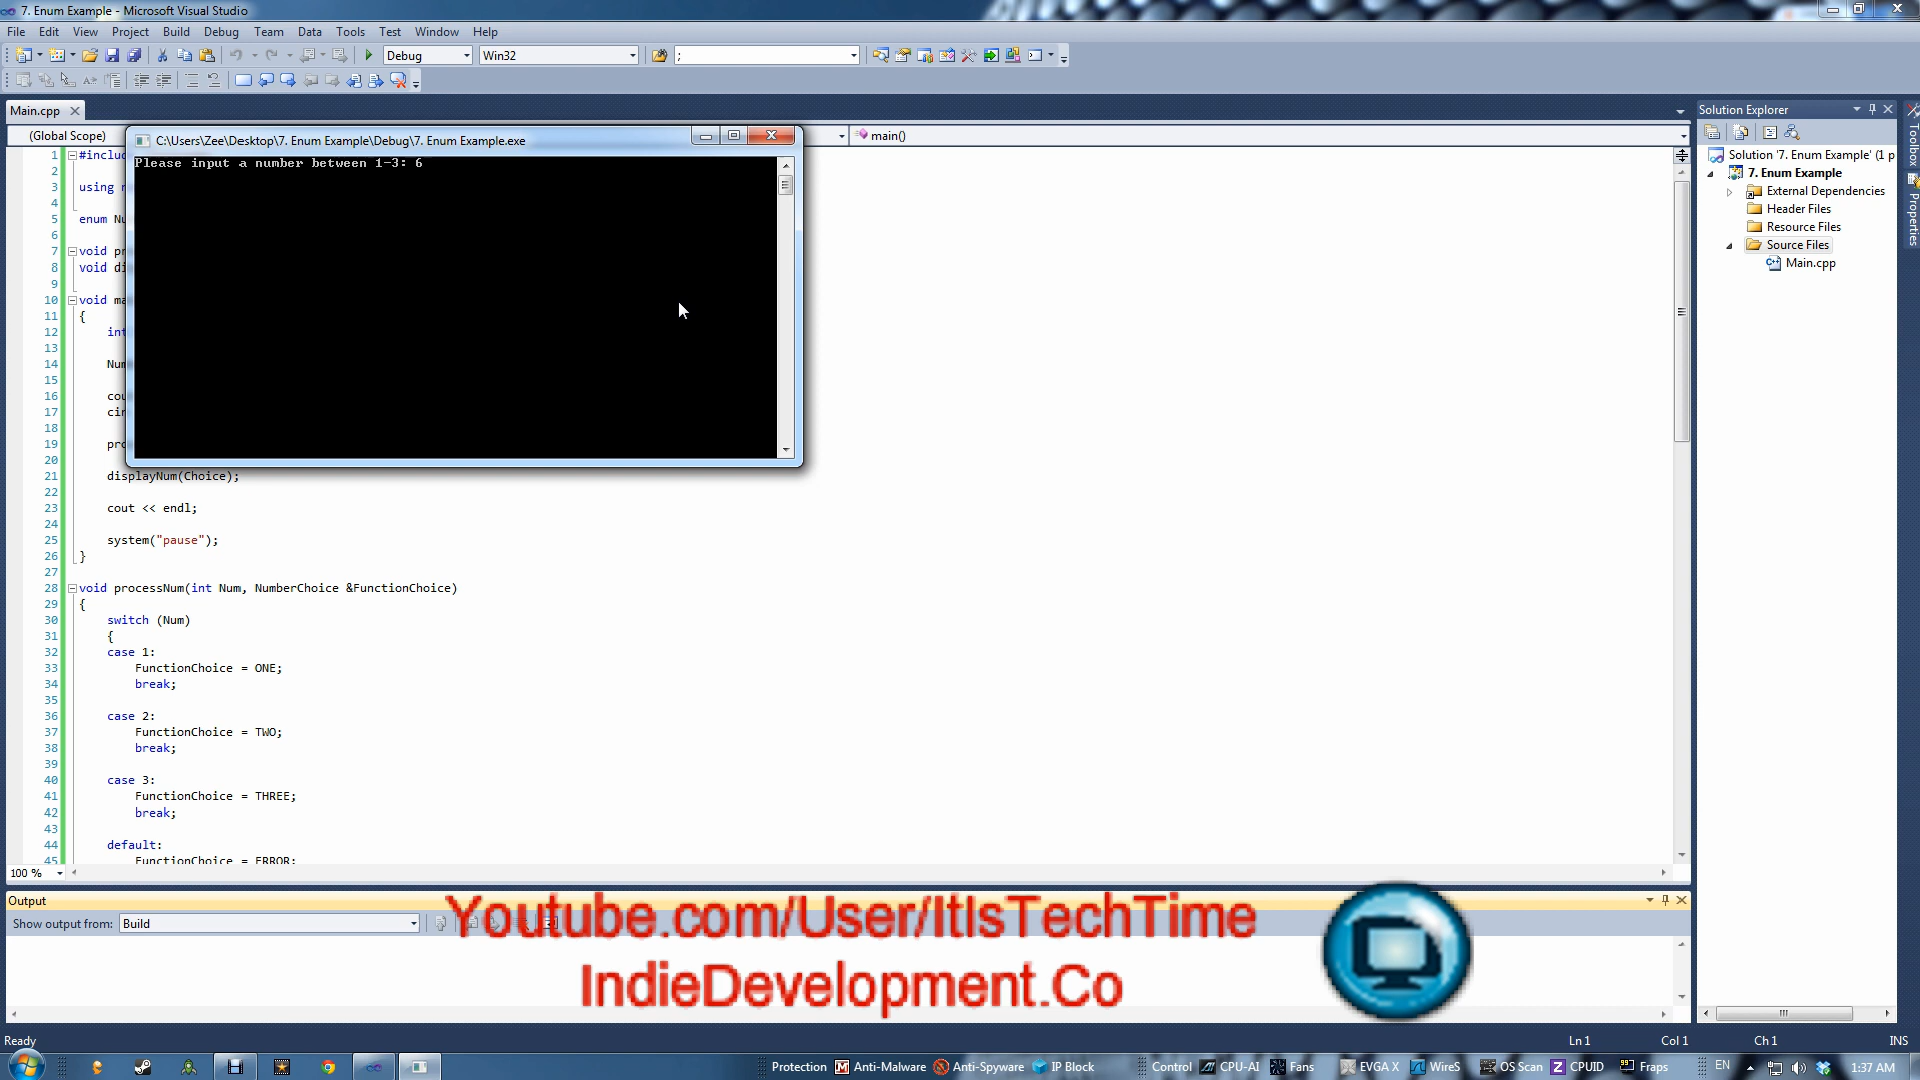 7. Enum Example - Microsoft Visual Studio
File Edit View Project Build Debug Team Data Tools Test Window Help
Debug Win32 ;
Main.cpp
(Global Scope) main()
C:\Users\Zee\Desktop\7. Enum Example\Debug\7. Enum Example.exe
Please input a number between 1-3: 6
1 #includ
2
3 using
4
5 enum
6
7 void
8 void
9
10 void
11 {
12 int
13
14
15
16
17
18
19
20
21 displayNum(Choice);
22
23 cout << endl;
24
25 system("pause");
26 }
27
28 void processNum(int Num, NumberChoice &FunctionChoice)
29 {
30 switch (Num)
31 {
32 case 1:
33 FunctionChoice = ONE;
34 break;
35
36 case 2:
37 FunctionChoice = TWO;
38 break;
39
40 case 3:
41 FunctionChoice = THREE;
42 break;
43
44 default:
45 FunctionChoice = ERROR;
100 %
Solution Explorer
Solution '7. Enum Example' (1 p
7. Enum Example
External Dependencies
Header Files
Resource Files
Source Files
Main.cpp
Toolbox
Properties
Output
Show output from: Build
Youtube.com/User/ItIsTechTime
IndieDevelopment.Co
Ready Ln 1 Col 1 Ch 1 INS
Protection Anti-Malware Anti-Spyware IP Block Control CPU-AI Fans EVGA X WireS OS Scan CPUID Fraps EN 1:37 AM